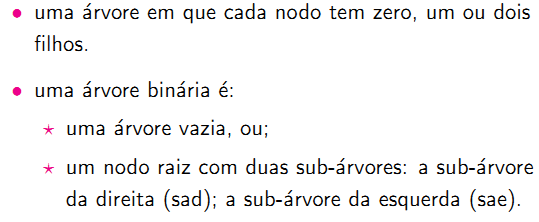 • uma árvore em que cada nodo tem zero, um ou dois
filhos.
• uma árvore binária é:
⋆ uma árvore vazia, ou;
⋆ um nodo raiz com duas sub-árvores: a sub-árvore
da direita (sad); a sub-árvore da esquerda (sae).